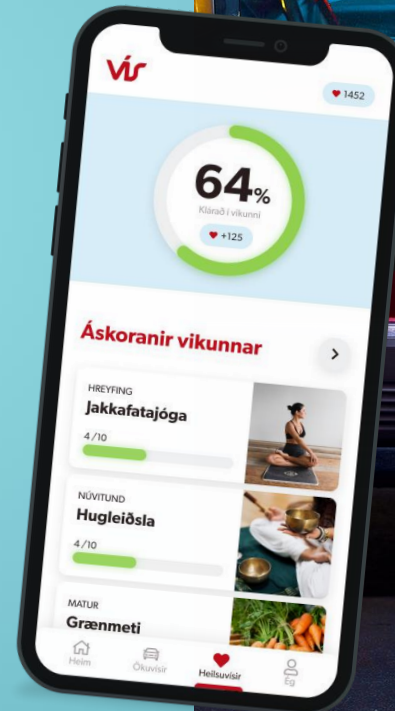 vís
1452
64%
Klárað í vikunni
+125
Áskoranir vikunnar
HREYFING
Jakkafatajóga
4/10
NÚVITUND
Hugleiðsla
4/10
MATUR
Grænmeti
Heim
Ökuvísir
Heilsuvísir
Ég